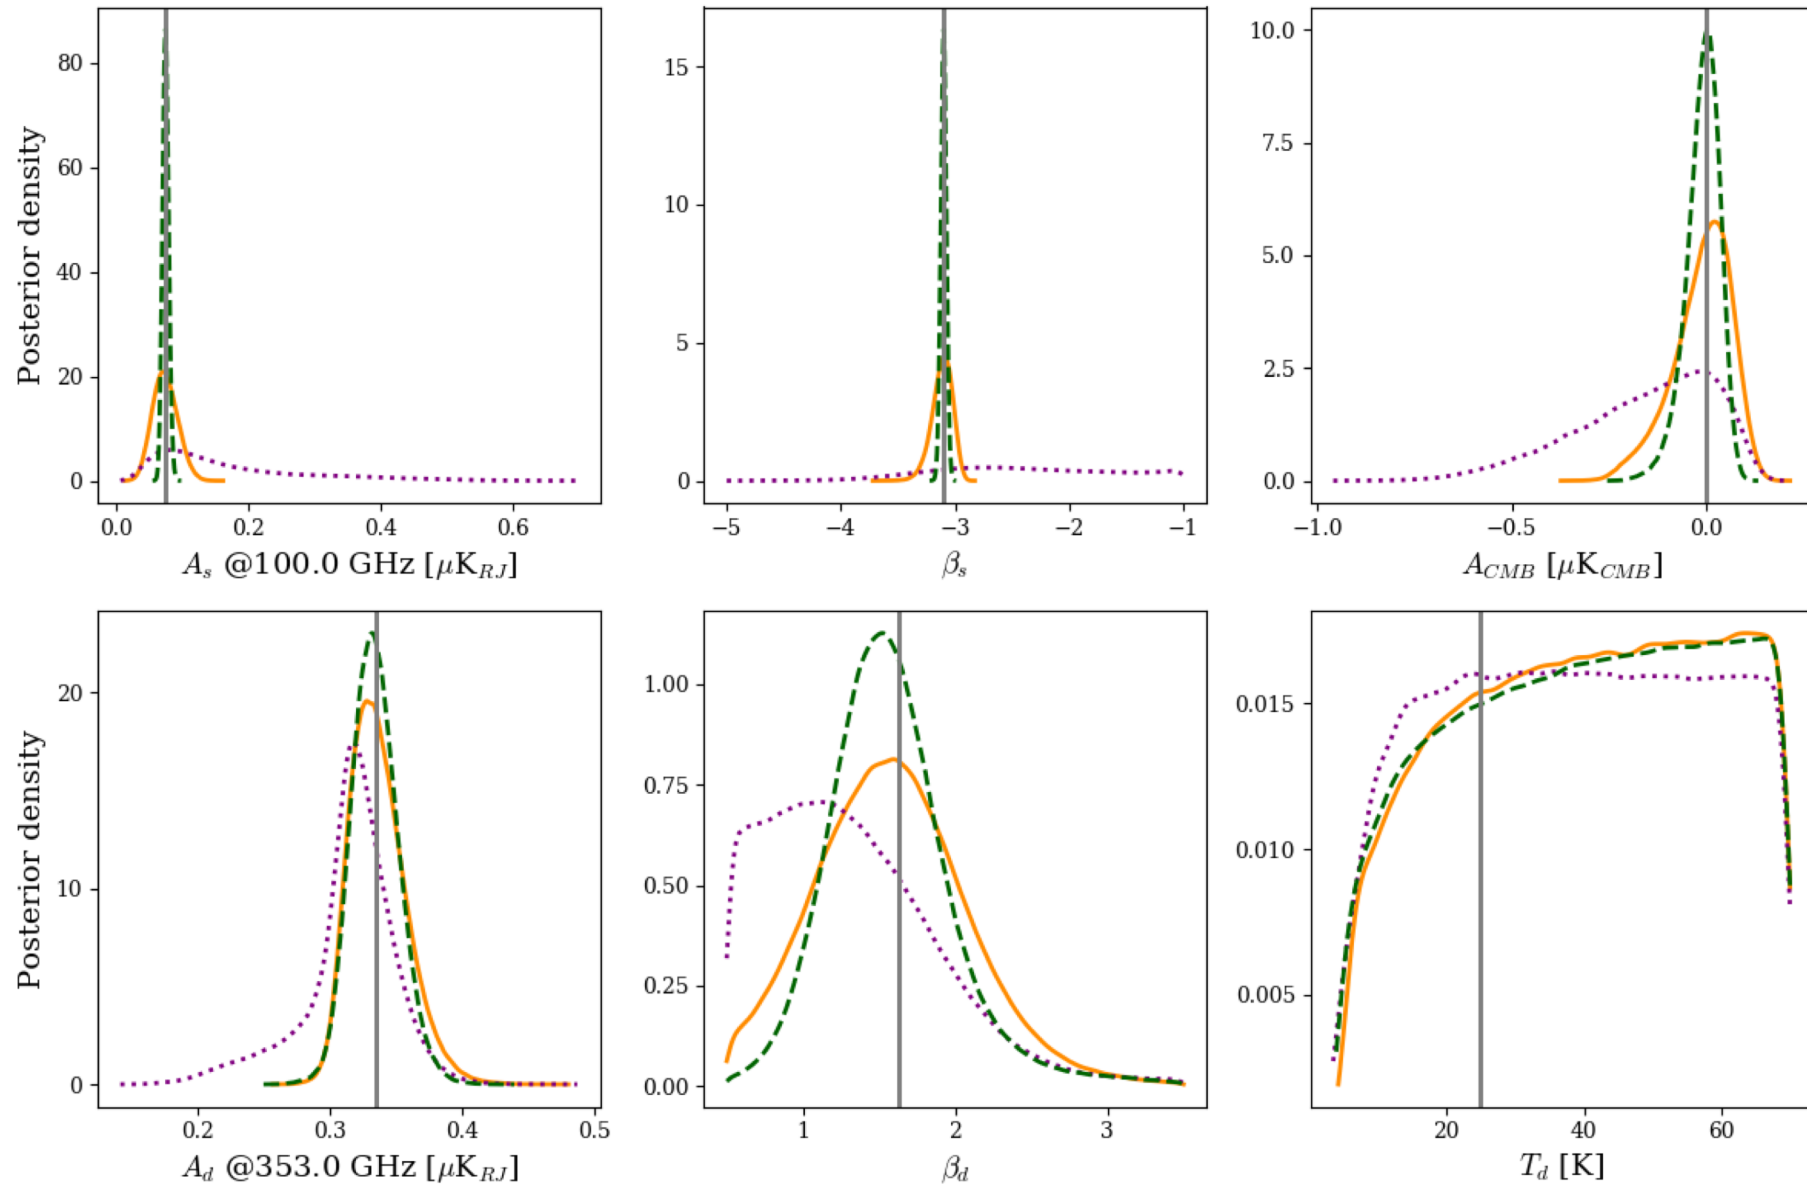 Posterior density
80
60
40
20
0
0.0 0.2 0.4 0.6
A_s @100.0 GHz [μK_RJ]
15
10
5
0
−5 −4 −3 −2 −1
β_s
10.0
7.5
5.0
2.5
0.0
−1.0 −0.5 0.0
A_CMB [μK_CMB]
Posterior density
20
10
0
0.2 0.3 0.4 0.5
A_d @353.0 GHz [μK_RJ]
1.00
0.75
0.50
0.25
0.00
1 2 3
β_d
0.015
0.010
0.005
20 40 60
T_d [K]